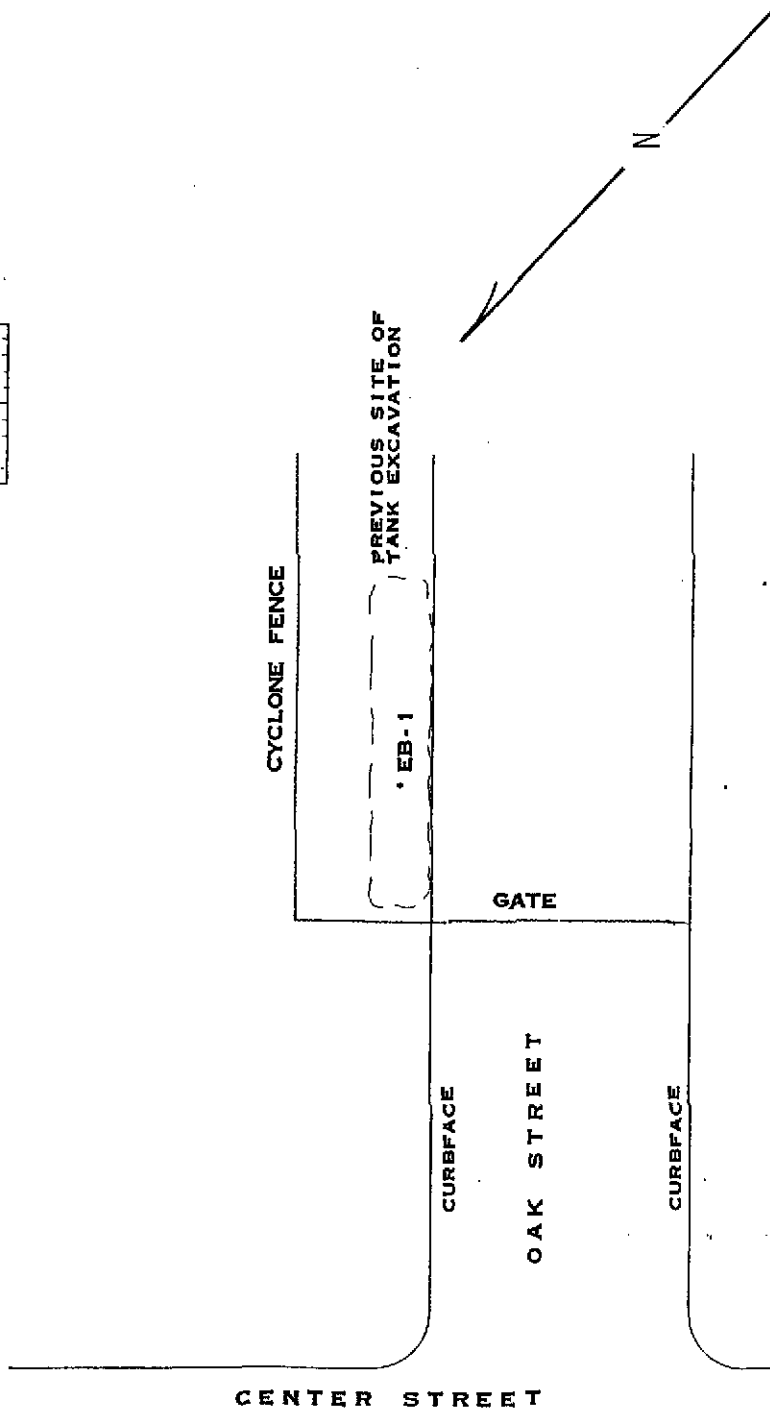 N
PREVIOUS SITE OF
TANK EXCAVATION
CYCLONE FENCE
EB-1
GATE
OAK STREET
CURBFACE
CURBFACE
CENTER STREET